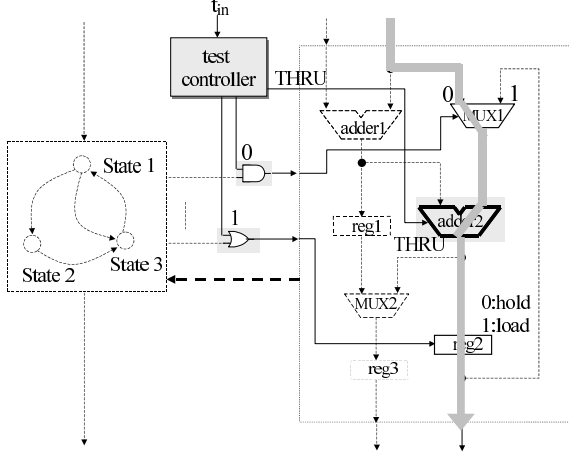 tin
test
controller
THRU
0
1
MUX1
adder1
0
State 1
adder2
1
reg1
State 2
State 3
THRU
MUX2
0:hold
1:load
reg2
reg3